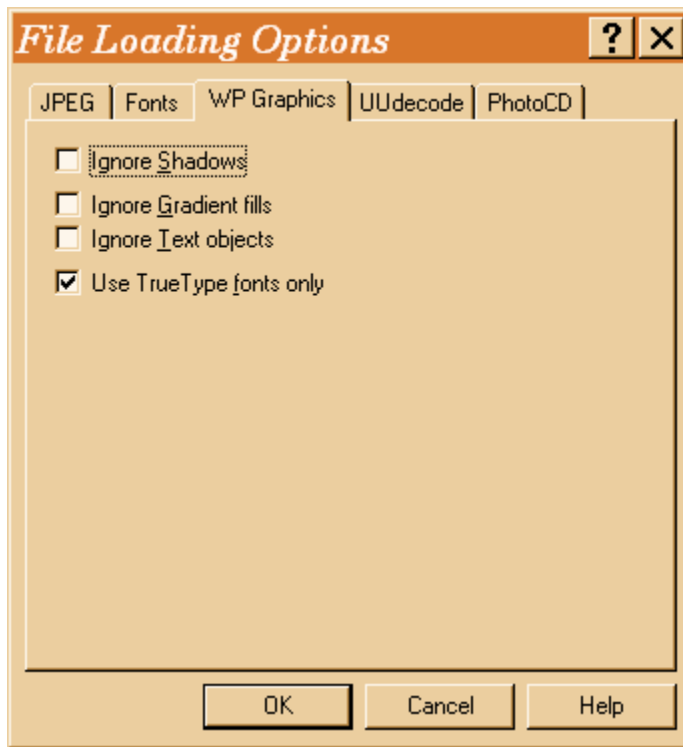 File Loading Options ?
JPEG Fonts WP Graphics UUdecode PhotoCD
Ignore Shadows
Ignore Gradient fills
Ignore Text objects
Use TrueType fonts only
OK Cancel Help